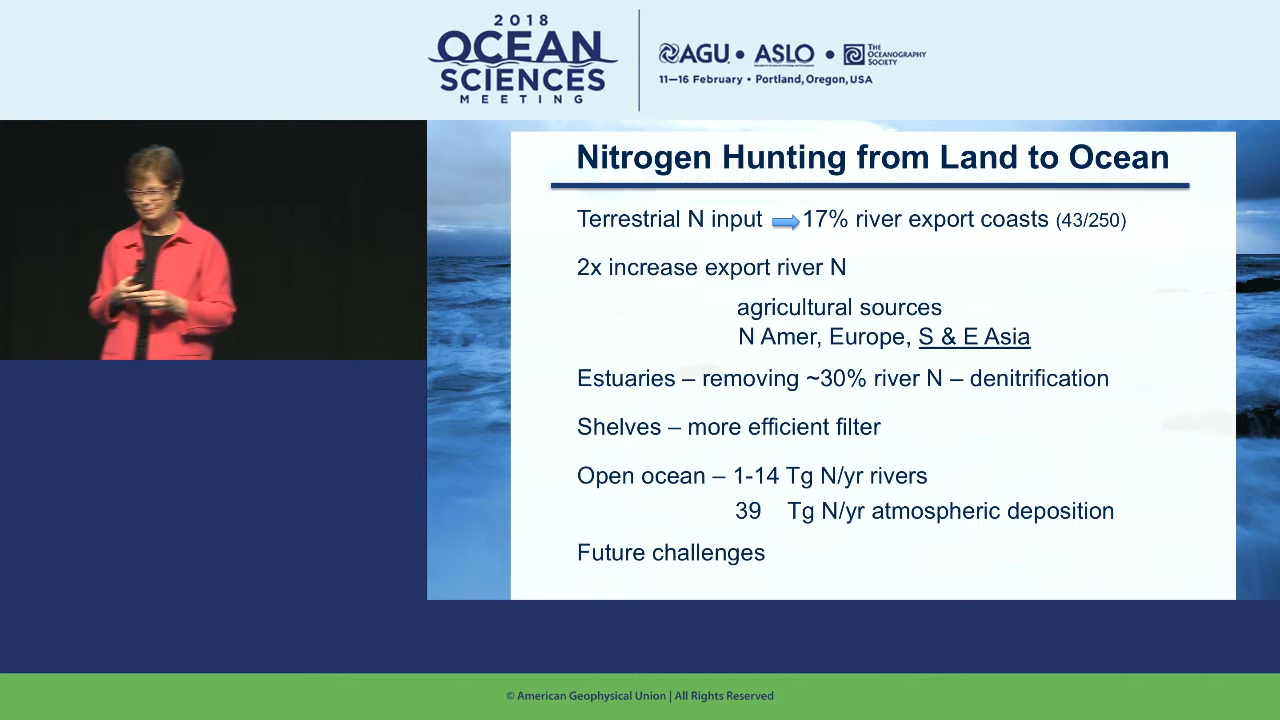 2018
OCEAN
SCIENCES
MEETING
AGU • ASLO • THE OCEANOGRAPHY SOCIETY
11–16 February • Portland, Oregon, USA
Nitrogen Hunting from Land to Ocean
Terrestrial N input 17% river export coasts (43/250)
2x increase export river N
agricultural sources
N Amer, Europe, S & E Asia
Estuaries – removing ~30% river N – denitrification
Shelves – more efficient filter
Open ocean – 1-14 Tg N/yr rivers
39 Tg N/yr atmospheric deposition
Future challenges
© American Geophysical Union | All Rights Reserved